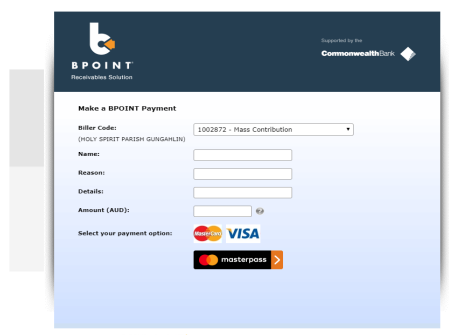 Supported by the
CommonwealthBank
BPOINT
Receivables Solution
Make a BPOINT Payment
Biller Code:
1002872 - Mass Contribution
(HOLY SPIRIT PARISH GUNGAHLIN)
Name:
Reason:
Details:
Amount (AUD):
Select your payment option:
MasterCard VISA
masterpass